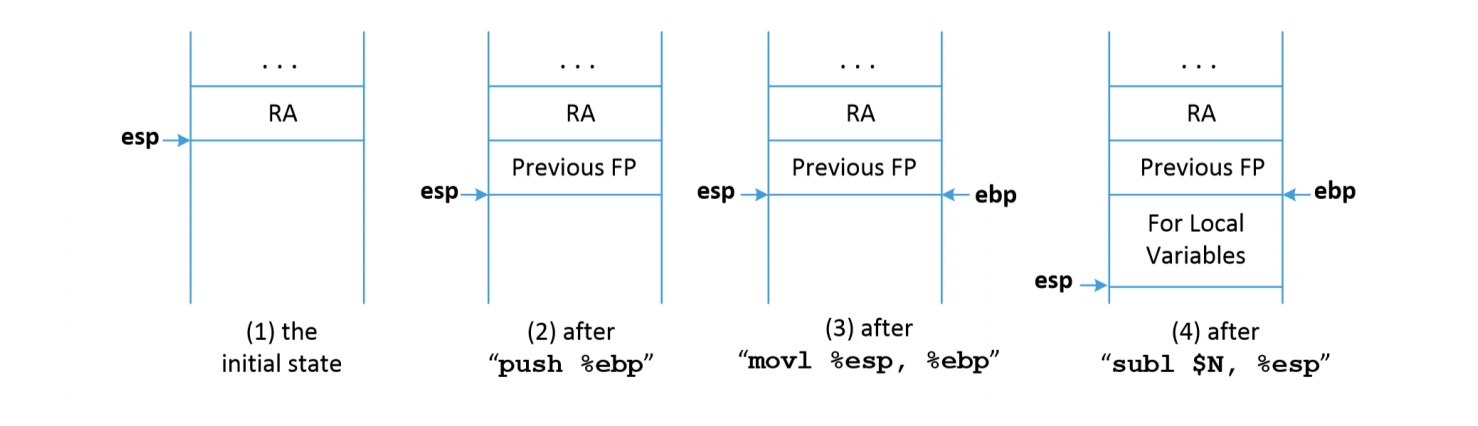 . . .
RA
esp
(1) the
initial state
. . .
RA
Previous FP
esp
(2) after
“push %ebp”
. . .
RA
Previous FP
esp
ebp
(3) after
“movl %esp, %ebp”
. . .
RA
Previous FP
ebp
For Local
Variables
esp
(4) after
“subl $N, %esp”